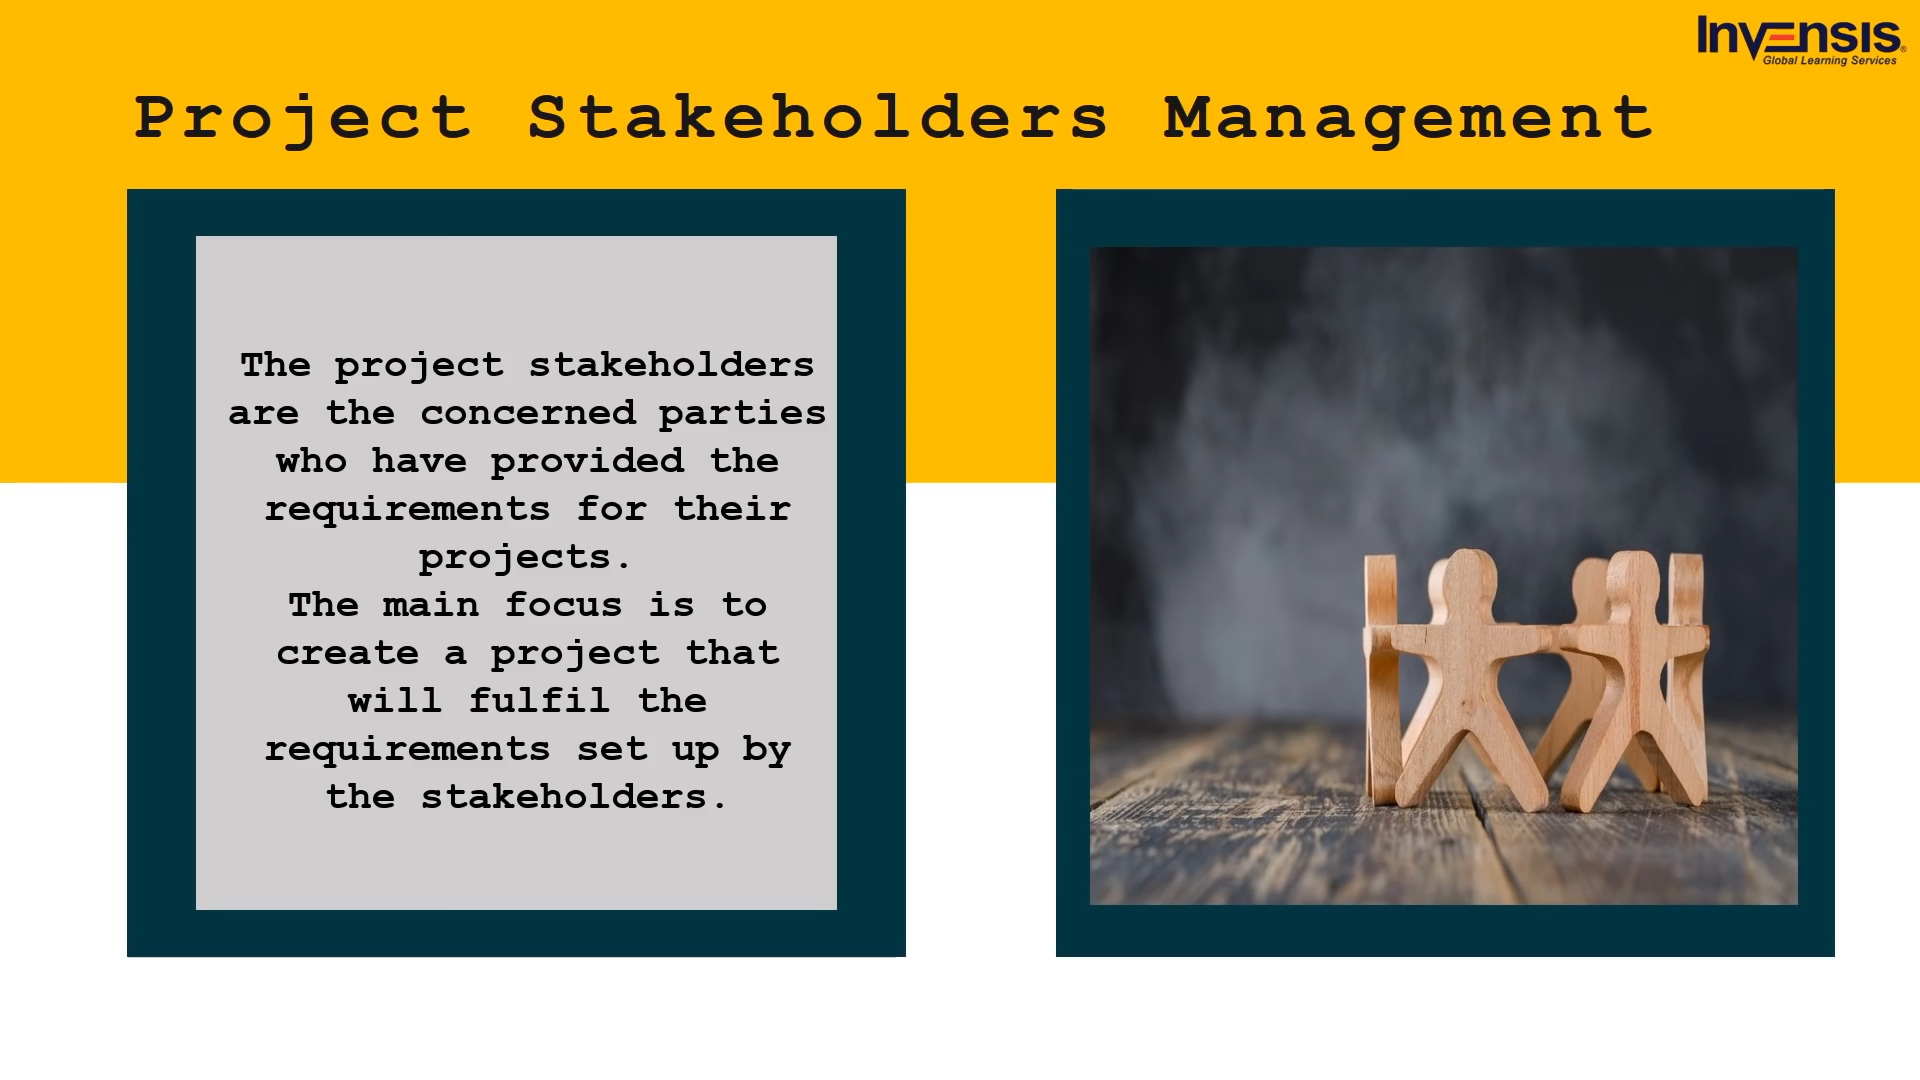 Invensis®
Global Learning Services
Project Stakeholders Management
The project stakeholders
are the concerned parties
who have provided the
requirements for their
projects.
The main focus is to
create a project that
will fulfil the
requirements set up by
the stakeholders.